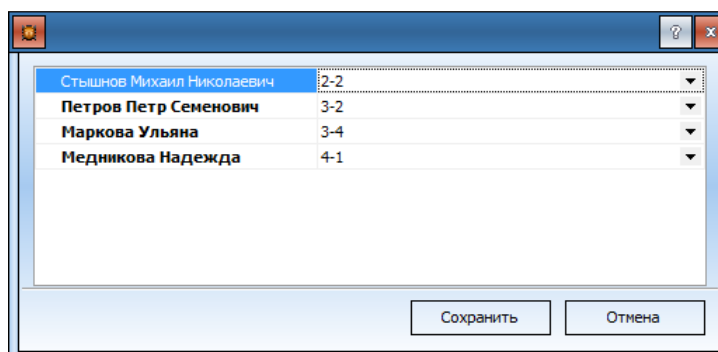 ? x
Стышнов Михаил Николаевич 2-2
Петров Петр Семенович 3-2
Маркова Ульяна 3-4
Медникова Надежда 4-1
Сохранить Отмена